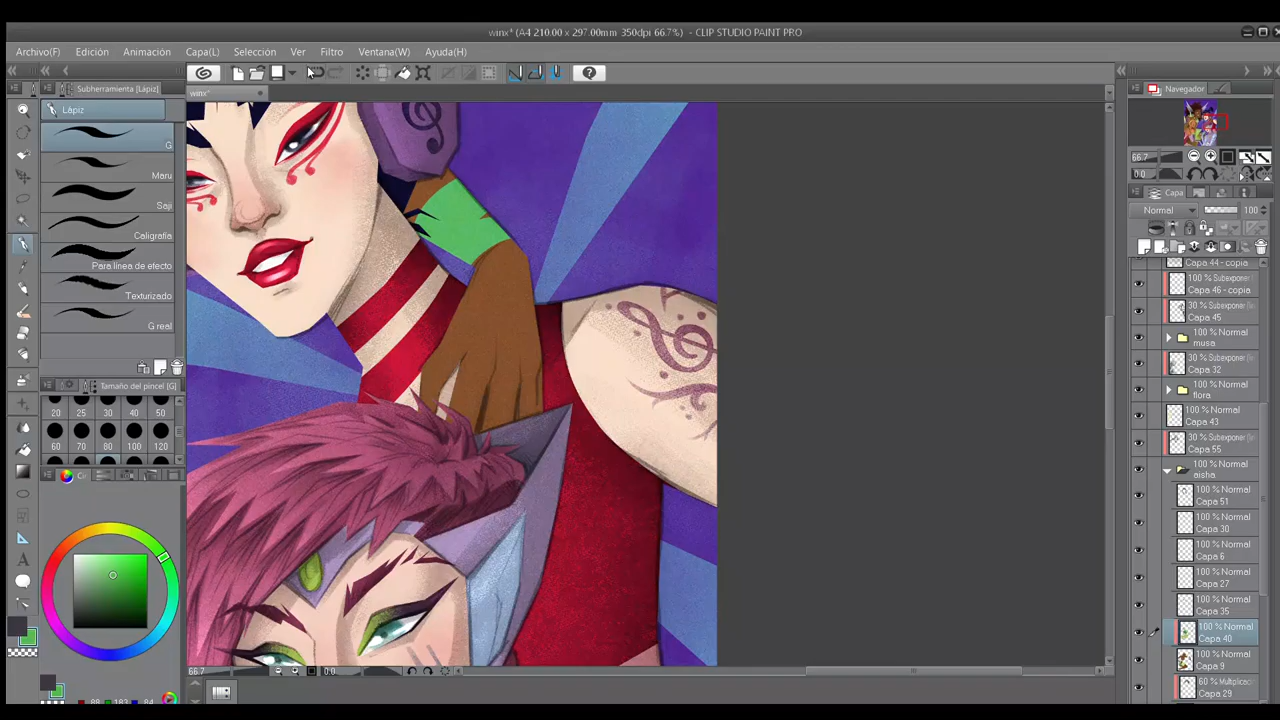 winx* (A4 210.00 x 297.00mm 350dpi 66.7%) - CLIP STUDIO PAINT PRO
Archivo(F) Edición Animación Capa(L) Selección Ver Filtro Ventana(W) Ayuda(H)
Subherramienta [Lápiz]
winx*
Navegador
Lápiz
G
Maru
Saji
Caligrafía
Para línea de efecto
Texturizado
G real
Tamaño del pincel [G]
20 25 30 40 50
60 70 80 100 120
66.7
0.0
Capa
Normal 100
Capa 44 - copia
100 % Subexponer
Capa 46 - copia
30 % Subexponer
Capa 45
100 % Normal
musa
30 % Subexponer
Capa 32
100 % Normal
flora
100 % Normal
Capa 43
30 % Subexponer
Capa 55
100 % Normal
aisha
100 % Normal
Capa 51
100 % Normal
Capa 30
100 % Normal
Capa 6
100 % Normal
Capa 27
100 % Normal
Capa 35
100 % Normal
Capa 40
100 % Normal
Capa 9
60 % Multiplicac
Capa 29
66.7 0.0
88 183 84